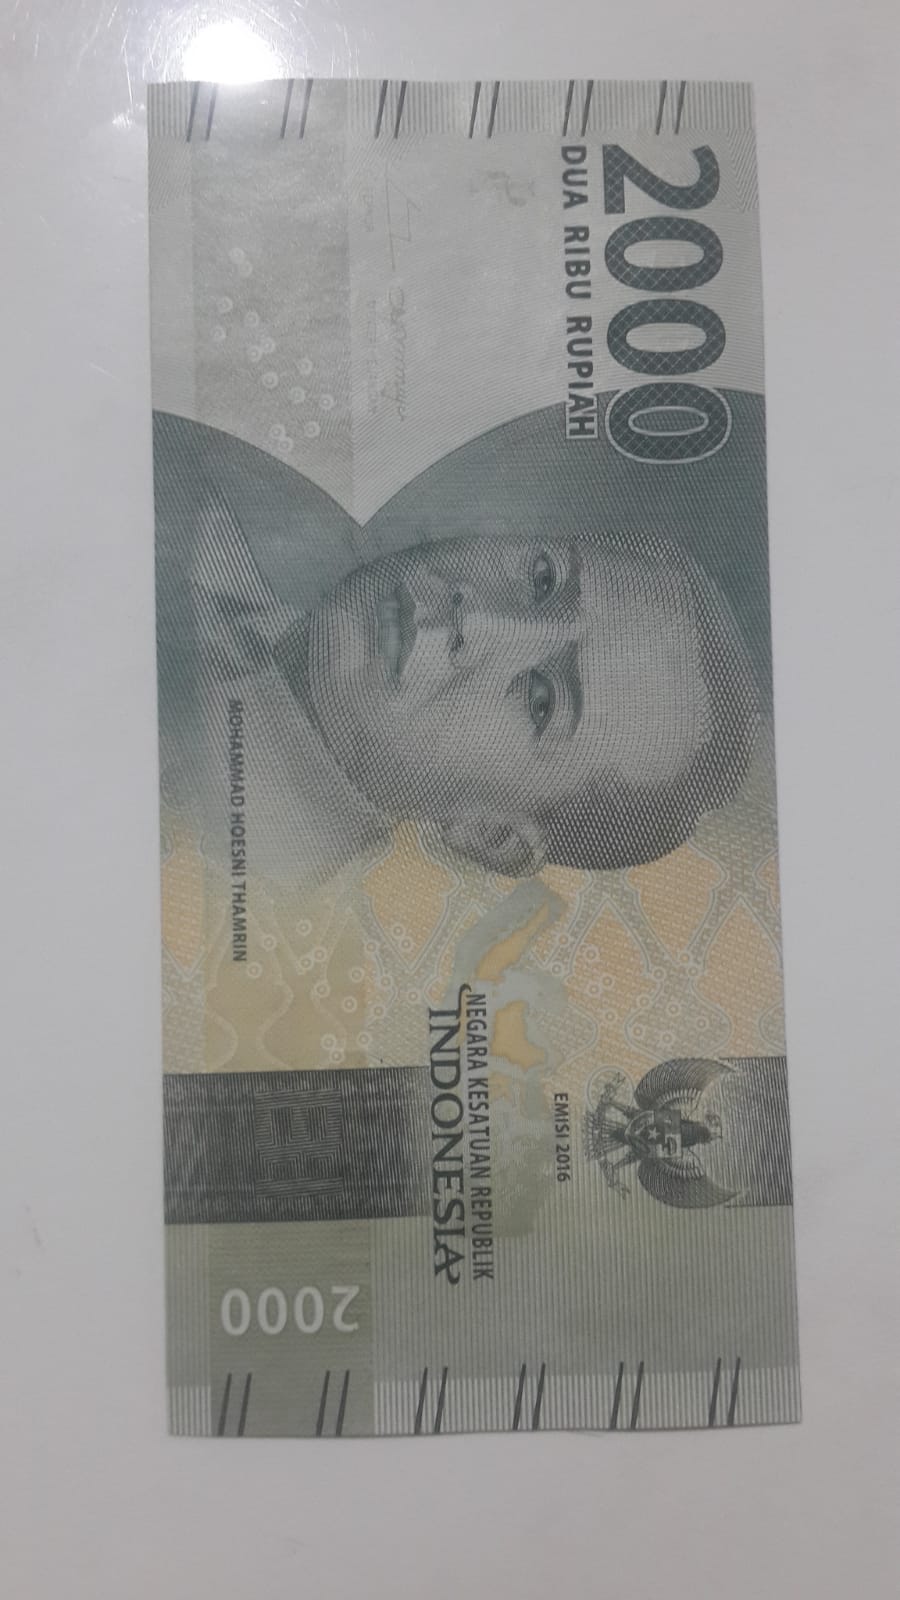 2000
DUA RIBU RUPIAH
MOHAMMAD HOESNI THAMRIN
NEGARA KESATUAN REPUBLIK
INDONESIA
EMISI 2016
2000